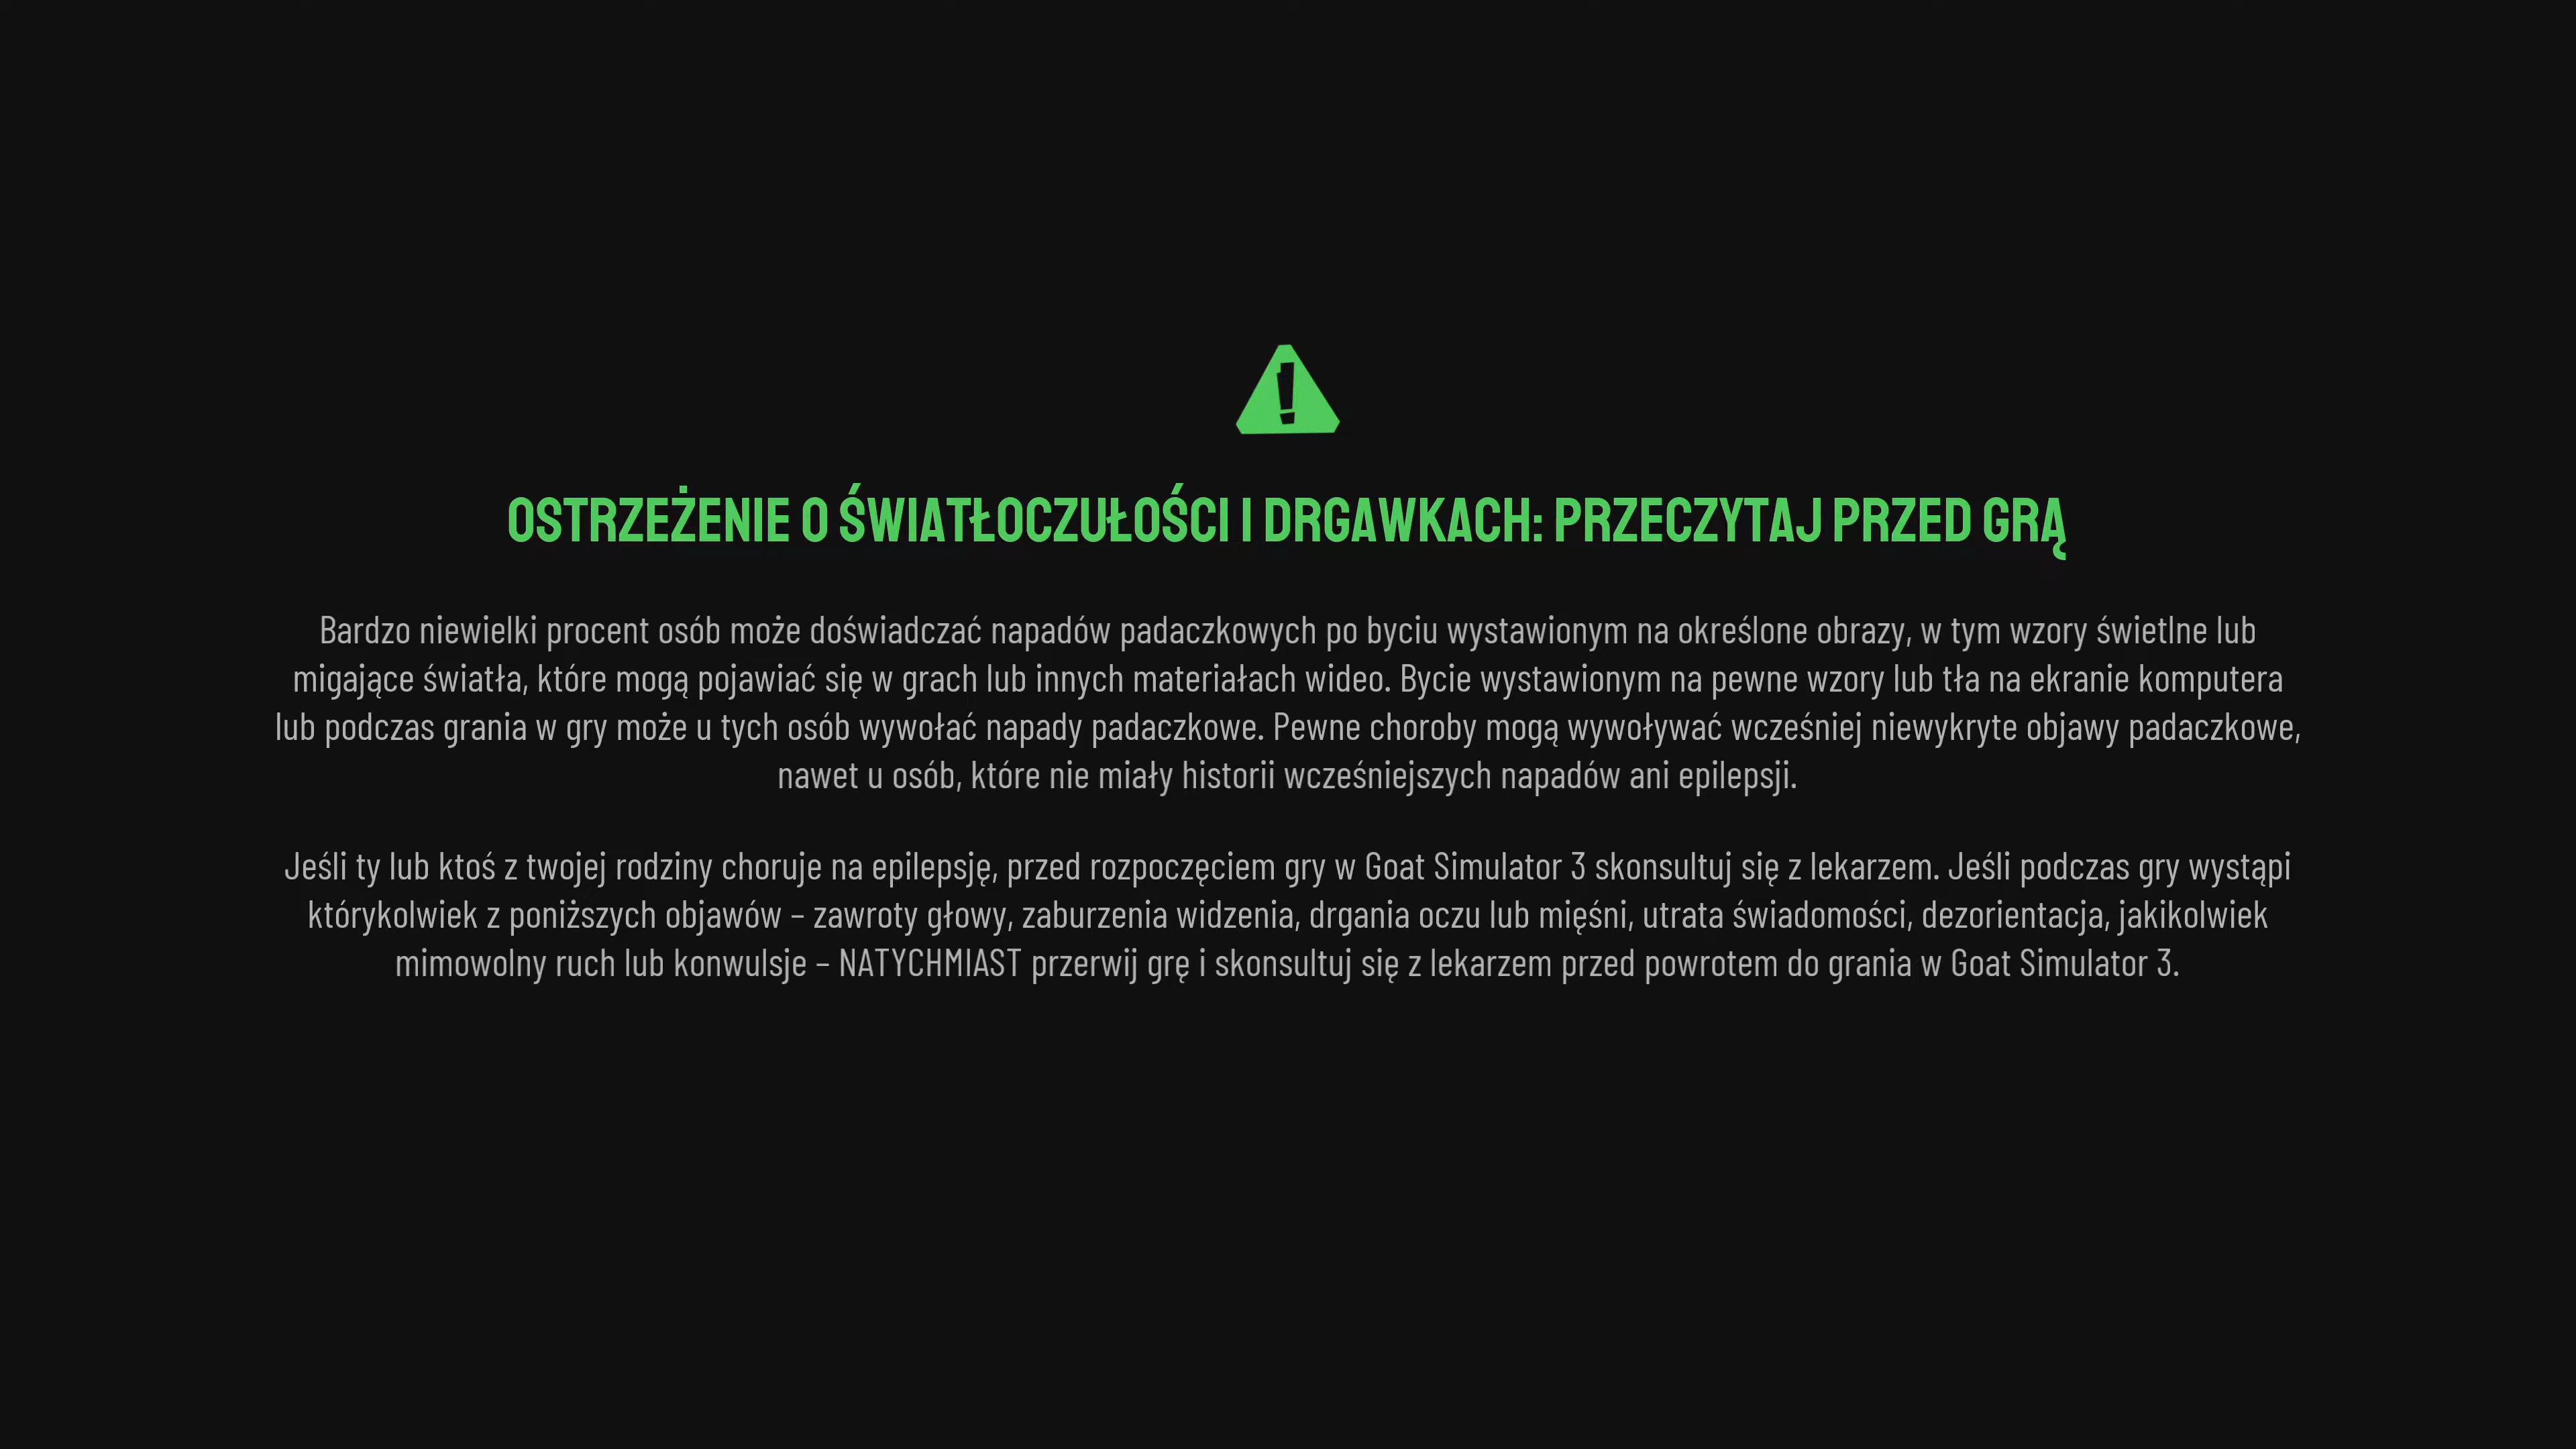 OSTRZEŻENIE O ŚWIATŁOCZUŁOŚCI I DRGAWKACH: PRZECZYTAJ PRZED GRĄ
Bardzo niewielki procent osób może doświadczać napadów padaczkowych po byciu wystawionym na określone obrazy, w tym wzory świetlne lub
migające światła, które mogą pojawiać się w grach lub innych materiałach wideo. Bycie wystawionym na pewne wzory lub tła na ekranie komputera
lub podczas grania w gry może u tych osób wywołać napady padaczkowe. Pewne choroby mogą wywoływać wcześniej niewykryte objawy padaczkowe,
nawet u osób, które nie miały historii wcześniejszych napadów ani epilepsji.
Jeśli ty lub ktoś z twojej rodziny choruje na epilepsję, przed rozpoczęciem gry w Goat Simulator 3 skonsultuj się z lekarzem. Jeśli podczas gry wystąpi
którykolwiek z poniższych objawów – zawroty głowy, zaburzenia widzenia, drgania oczu lub mięśni, utrata świadomości, dezorientacja, jakikolwiek
mimowolny ruch lub konwulsje – NATYCHMIAST przerwij grę i skonsultuj się z lekarzem przed powrotem do grania w Goat Simulator 3.